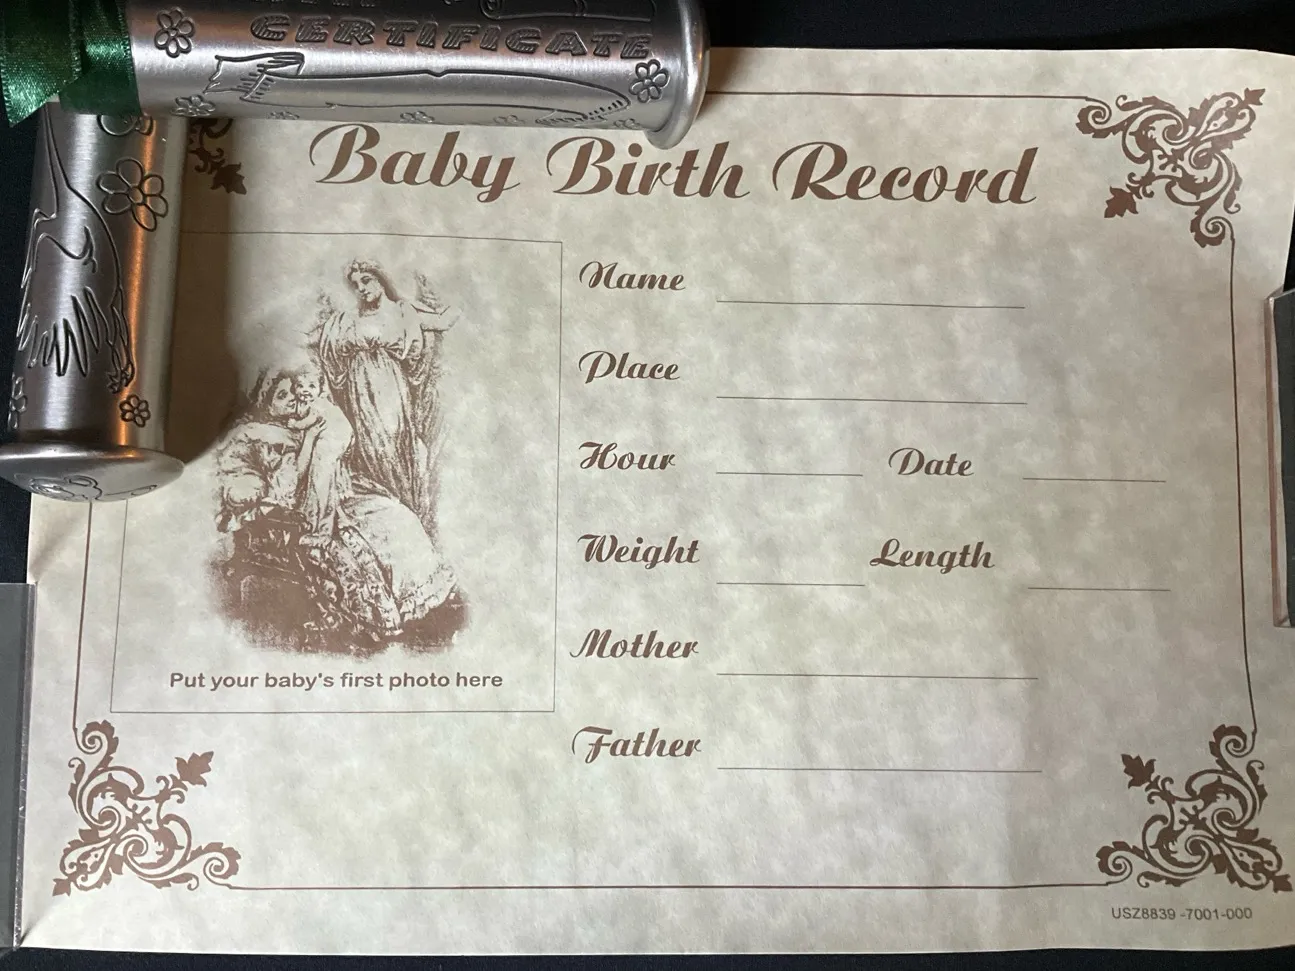 CERTIFICATE
Baby Birth Record
Name
Place
Hour Date
Weight Length
Mother
Father
Put your baby's first photo here
USZ8839 -7001-000